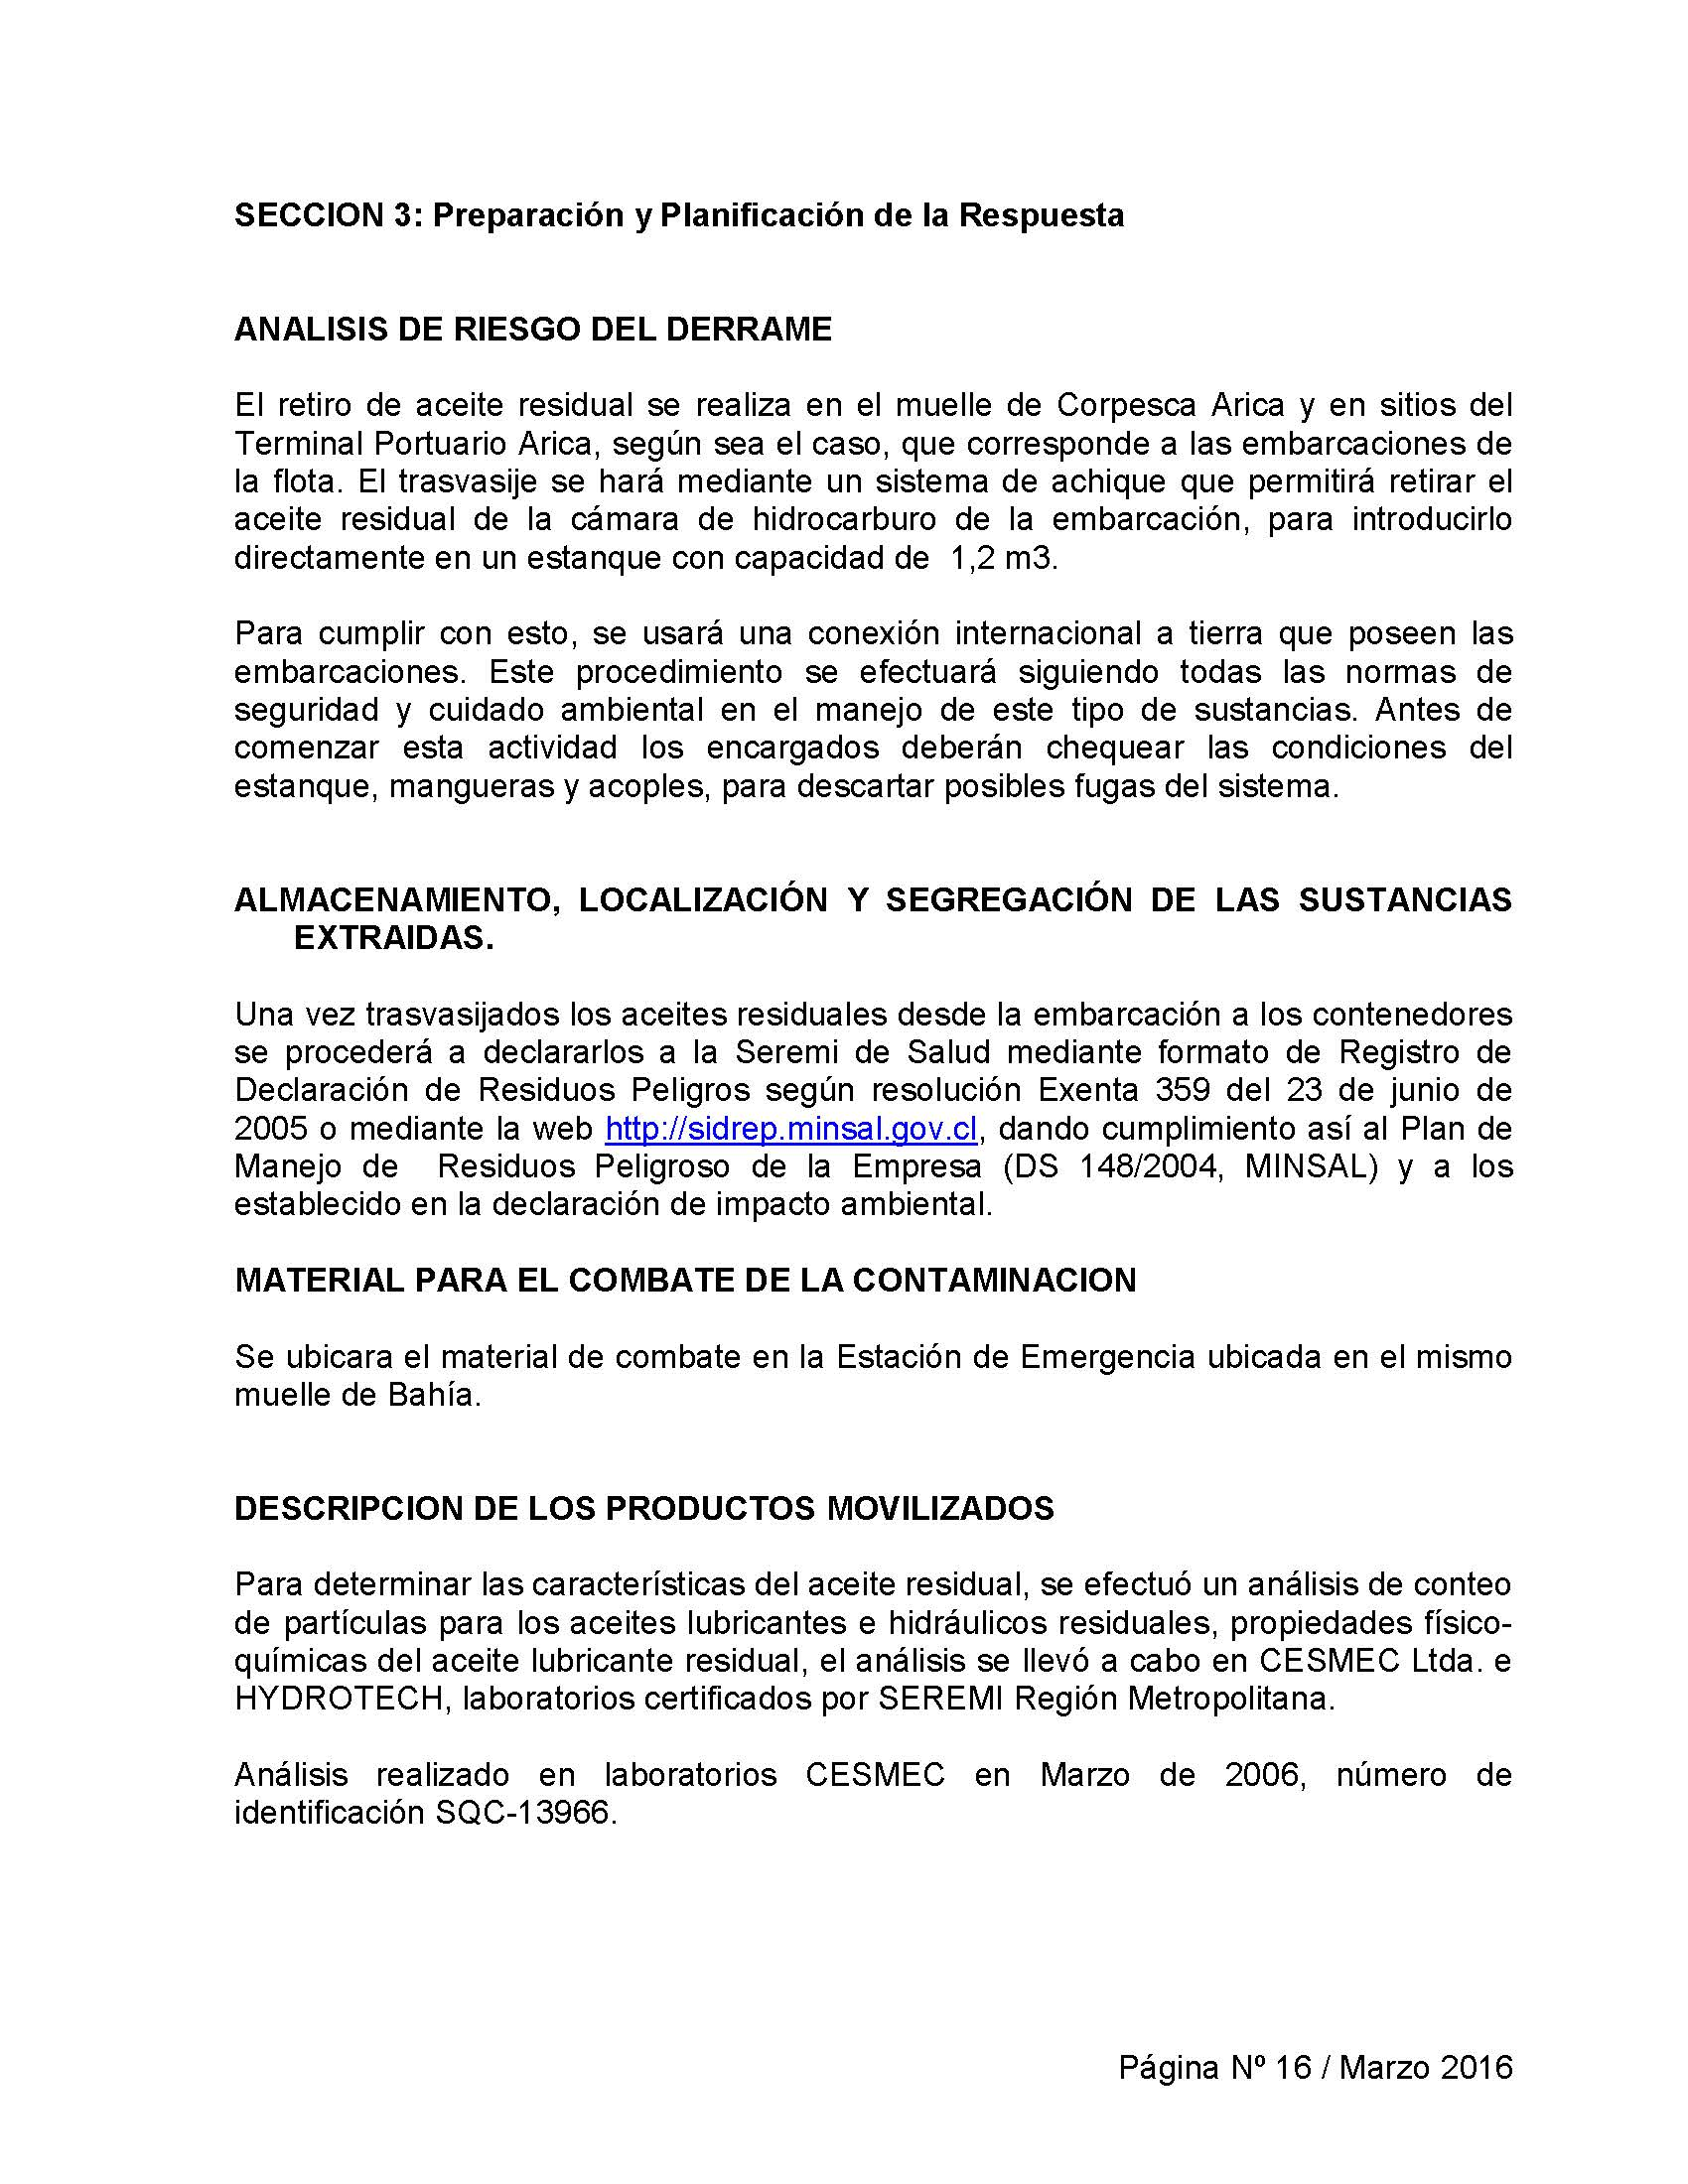 SECCION 3: Preparación y Planificación de la Respuesta
ANALISIS DE RIESGO DEL DERRAME
El retiro de aceite residual se realiza en el muelle de Corpesca Arica y en sitios del
Terminal Portuario Arica, según sea el caso, que corresponde a las embarcaciones de
la flota. El trasvasije se hará mediante un sistema de achique que permitirá retirar el
aceite residual de la cámara de hidrocarburo de la embarcación, para introducirlo
directamente en un estanque con capacidad de  1,2 m3.
Para cumplir con esto, se usará una conexión internacional a tierra que poseen las
embarcaciones. Este procedimiento se efectuará siguiendo todas las normas de
seguridad y cuidado ambiental en el manejo de este tipo de sustancias. Antes de
comenzar esta actividad los encargados deberán chequear las condiciones del
estanque, mangueras y acoples, para descartar posibles fugas del sistema.
ALMACENAMIENTO, LOCALIZACIÓN Y SEGREGACIÓN DE LAS SUSTANCIAS
EXTRAIDAS.
Una vez trasvasijados los aceites residuales desde la embarcación a los contenedores
se procederá a declararlos a la Seremi de Salud mediante formato de Registro de
Declaración de Residuos Peligros según resolución Exenta 359 del 23 de junio de
2005 o mediante la web http://sidrep.minsal.gov.cl, dando cumplimiento así al Plan de
Manejo de  Residuos Peligroso de la Empresa (DS 148/2004, MINSAL) y a los
establecido en la declaración de impacto ambiental.
MATERIAL PARA EL COMBATE DE LA CONTAMINACION
Se ubicara el material de combate en la Estación de Emergencia ubicada en el mismo
muelle de Bahía.
DESCRIPCION DE LOS PRODUCTOS MOVILIZADOS
Para determinar las características del aceite residual, se efectuó un análisis de conteo
de partículas para los aceites lubricantes e hidráulicos residuales, propiedades físico-
químicas del aceite lubricante residual, el análisis se llevó a cabo en CESMEC Ltda. e
HYDROTECH, laboratorios certificados por SEREMI Región Metropolitana.
Análisis realizado en laboratorios CESMEC en Marzo de 2006, número de
identificación SQC-13966.
Página Nº 16 / Marzo 2016